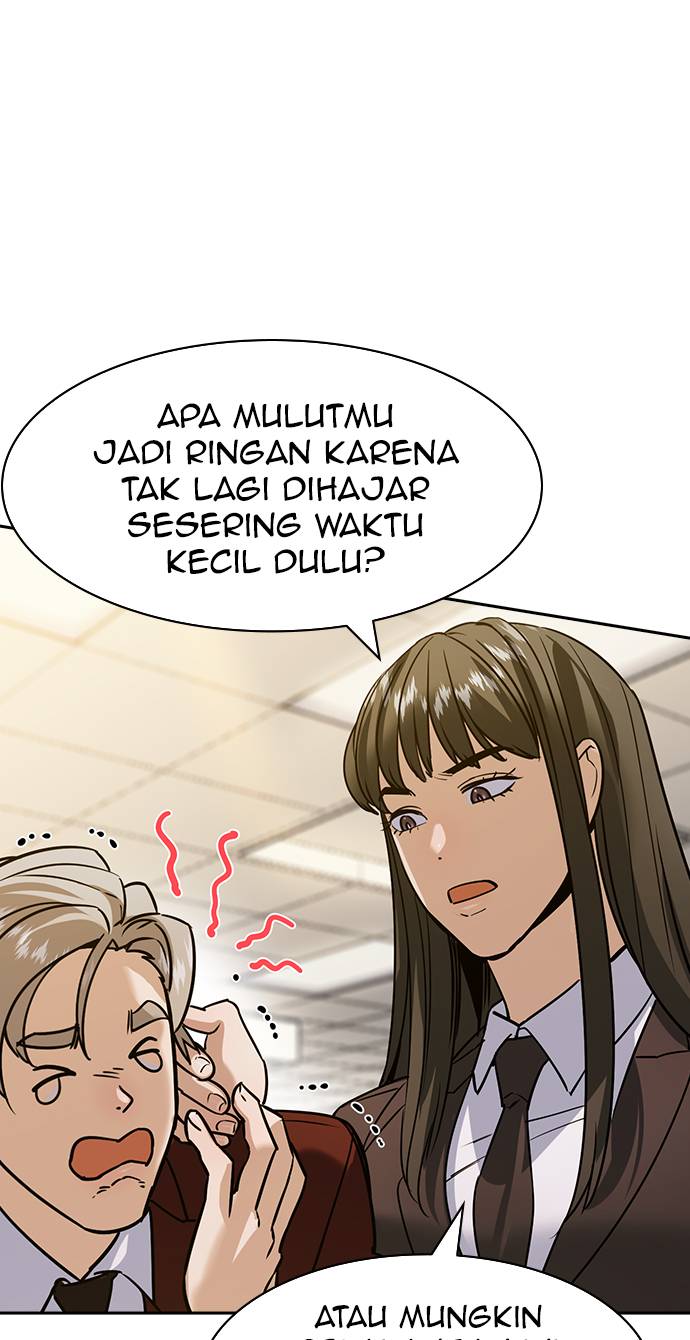 APA MULUTMU
JADI RINGAN KARENA
TAK LAGI DIHAJAR
SESERING WAKTU
KECIL DULU?
ATAU MUNGKIN